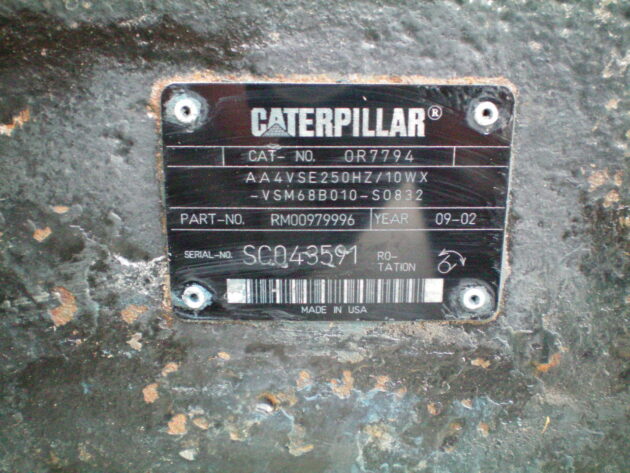 CATERPILLAR®
CAT- NO. 0R7794
AA4VSE250HZ/10WX
-VSM68B010-S0832
PART-NO. RM00979996 YEAR 09-02
SERIAL-NO. SC043591 RO-
TATION
MADE IN USA